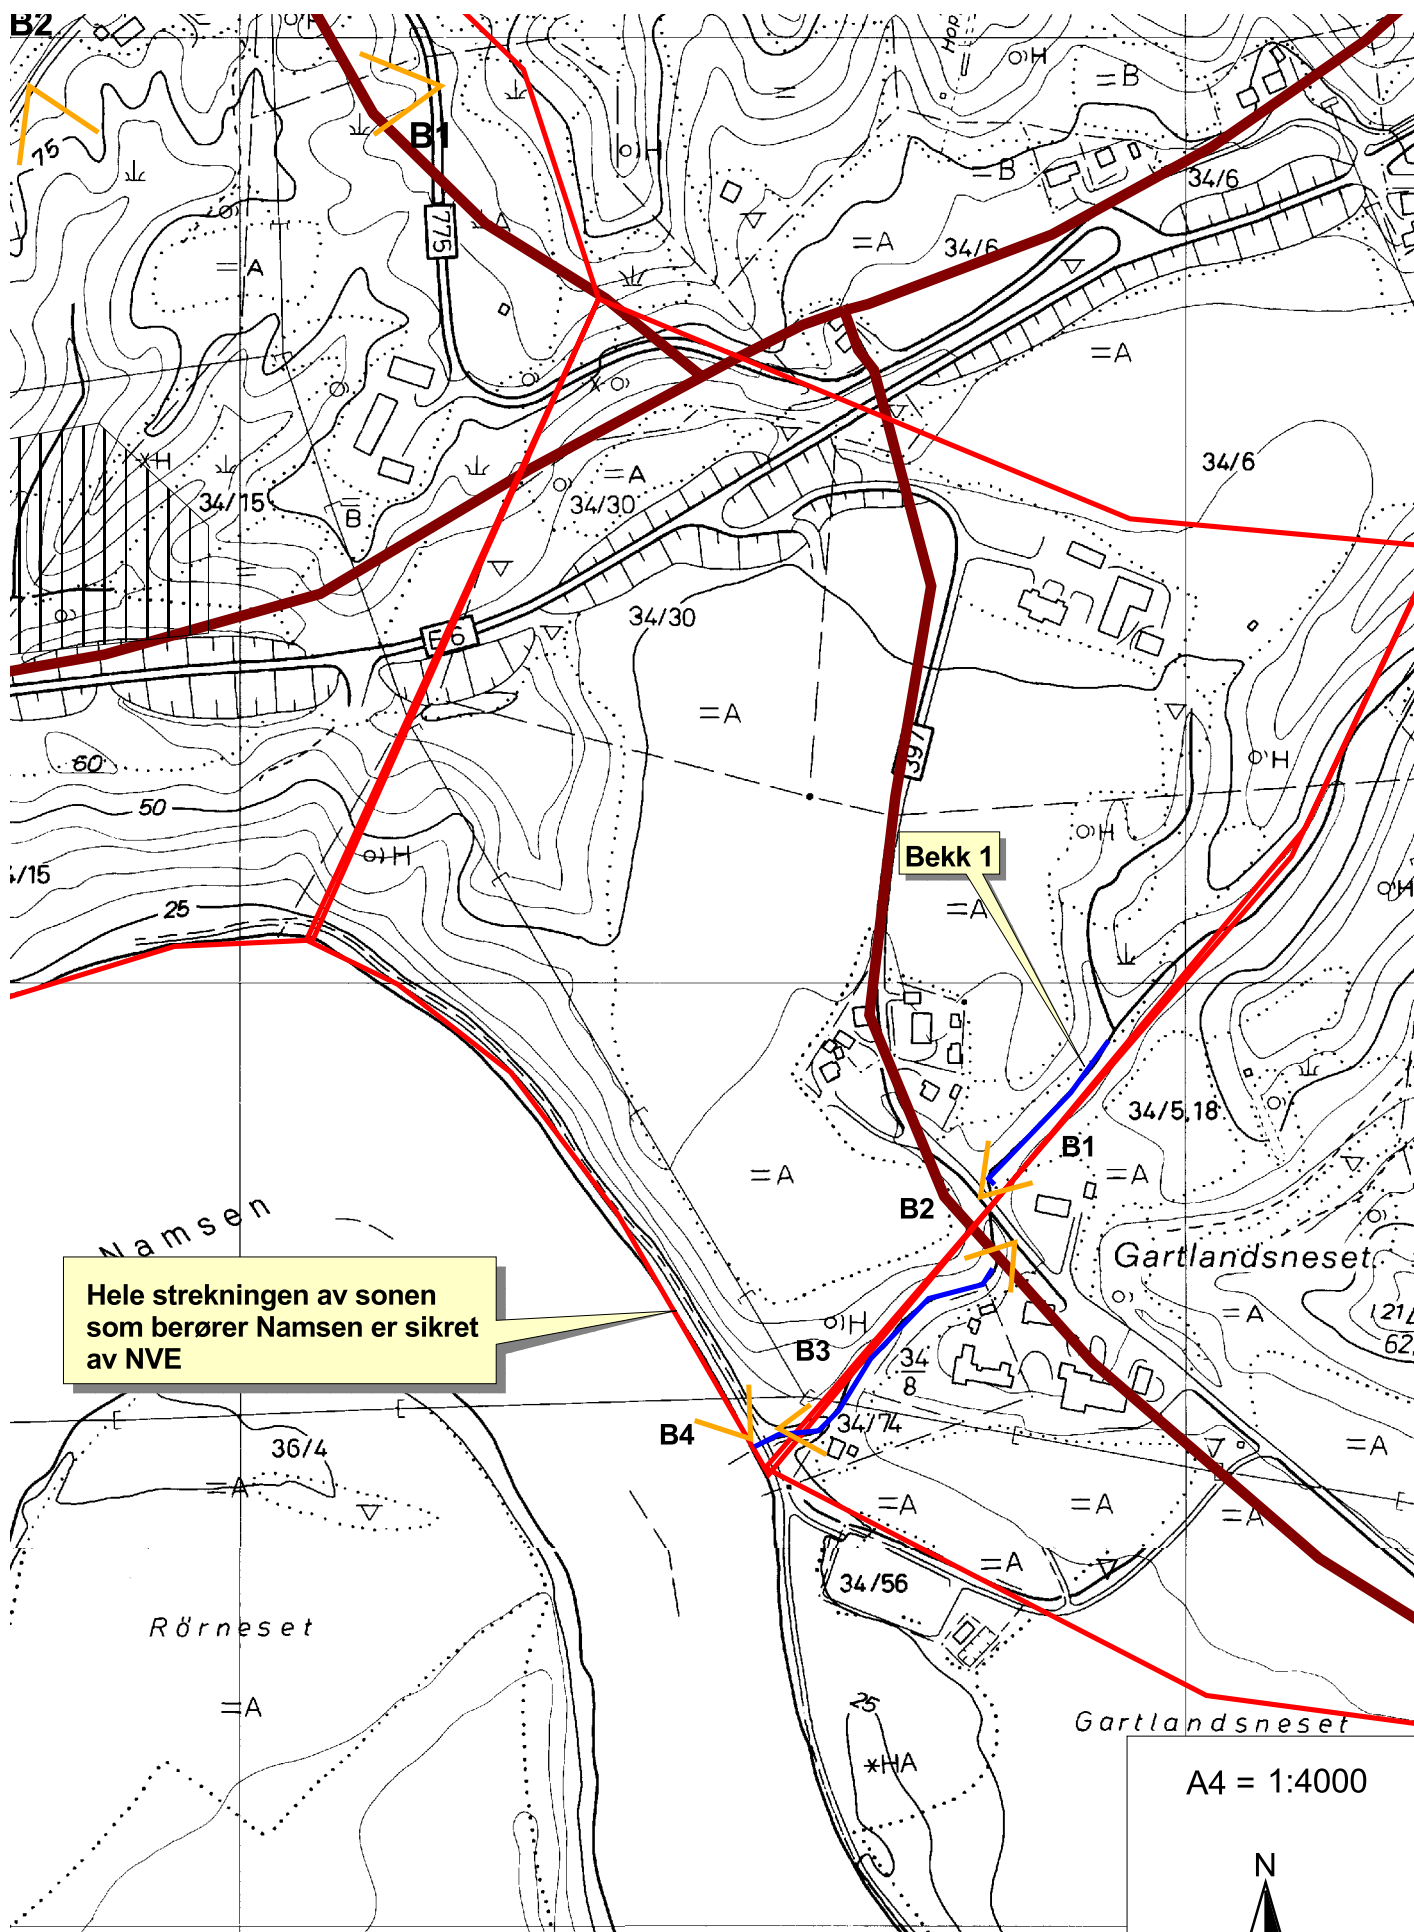 B2
H
Hop
H
B
75
B1
H
B
34/6
A
775
A
34/6
A
A
H
34/15
A
34/30
B
34/6
E6
34/30
A
397
60
H
50
H
H
Bekk 1
4/15
H
25
A
34/5,18
B1
A
A
B2
Namsen
Gartlandsneset
Hele strekningen av sonen
som berører Namsen er sikret
av NVE
A
H
B3
34
8
62
34/74
B4
36/4
A
A
A
A
A
A
34/56
Rörneset
A
25
Gartlandsneset
HA
A4 = 1:4000
N